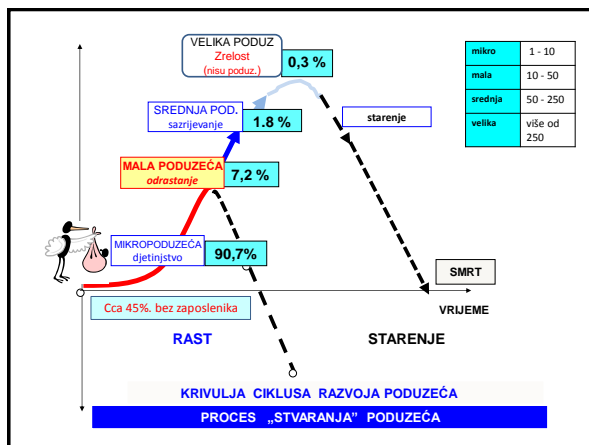 VELIKA PODUZ
Zrelost
(nisu poduz.)
0,3 %
mikro 1 - 10
mala 10 - 50
srednja 50 - 250
velika više od
250
SREDNJA POD.
sazrijevanje
1.8 %
starenje
MALA PODUZEĆA
odrastanje
7,2 %
MIKROPODUZEĆA
djetinjstvo
90,7%
SMRT
Cca 45%. bez zaposlenika
VRIJEME
RAST
STARENJE
KRIVULJA CIKLUSA RAZVOJA PODUZEĆA
PROCES „STVARANJA” PODUZEĆA